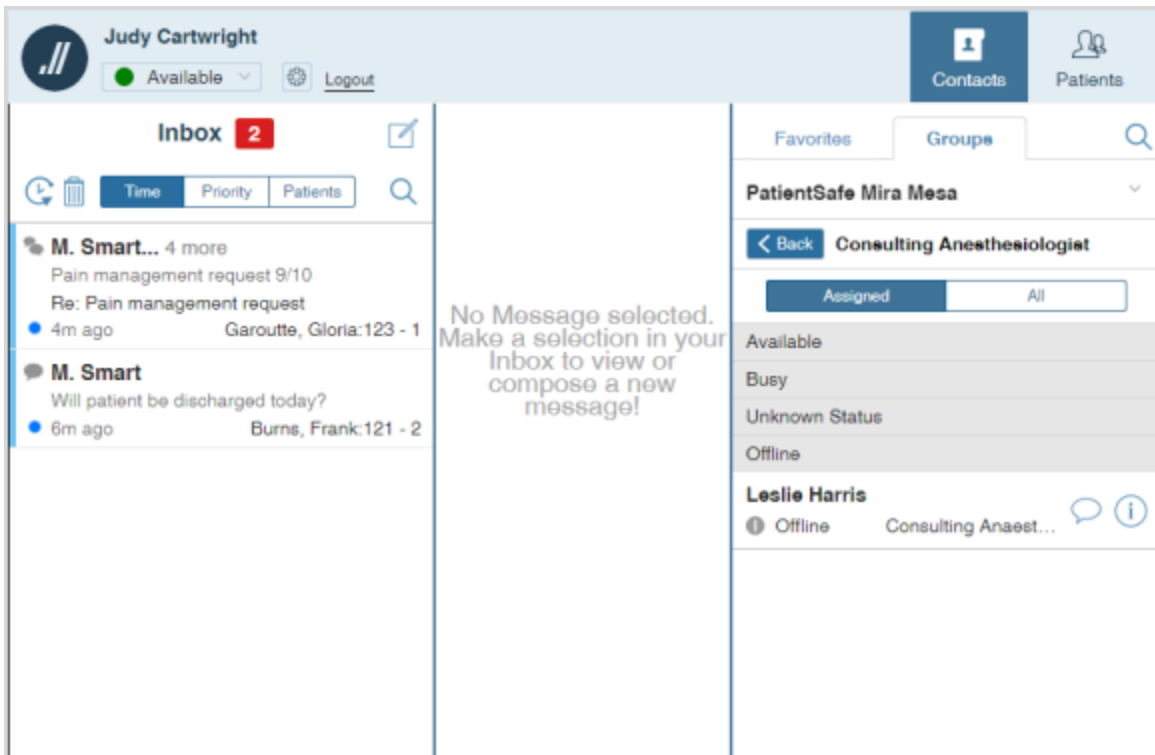 Judy Cartwright
Available
Logout
Contacts
Patients
Inbox 2
Time Priority Patients
M. Smart... 4 more
Pain management request 9/10
Re: Pain management request
4m ago Garoutte, Gloria:123 - 1
M. Smart
Will patient be discharged today?
6m ago Burns, Frank:121 - 2
No Message selected.
Make a selection in your
Inbox to view or
compose a new
message!
Favorites Groups
PatientSafe Mira Mesa
Back Consulting Anesthesiologist
Assigned All
Available
Busy
Unknown Status
Offline
Leslie Harris
Offline Consulting Anaest...